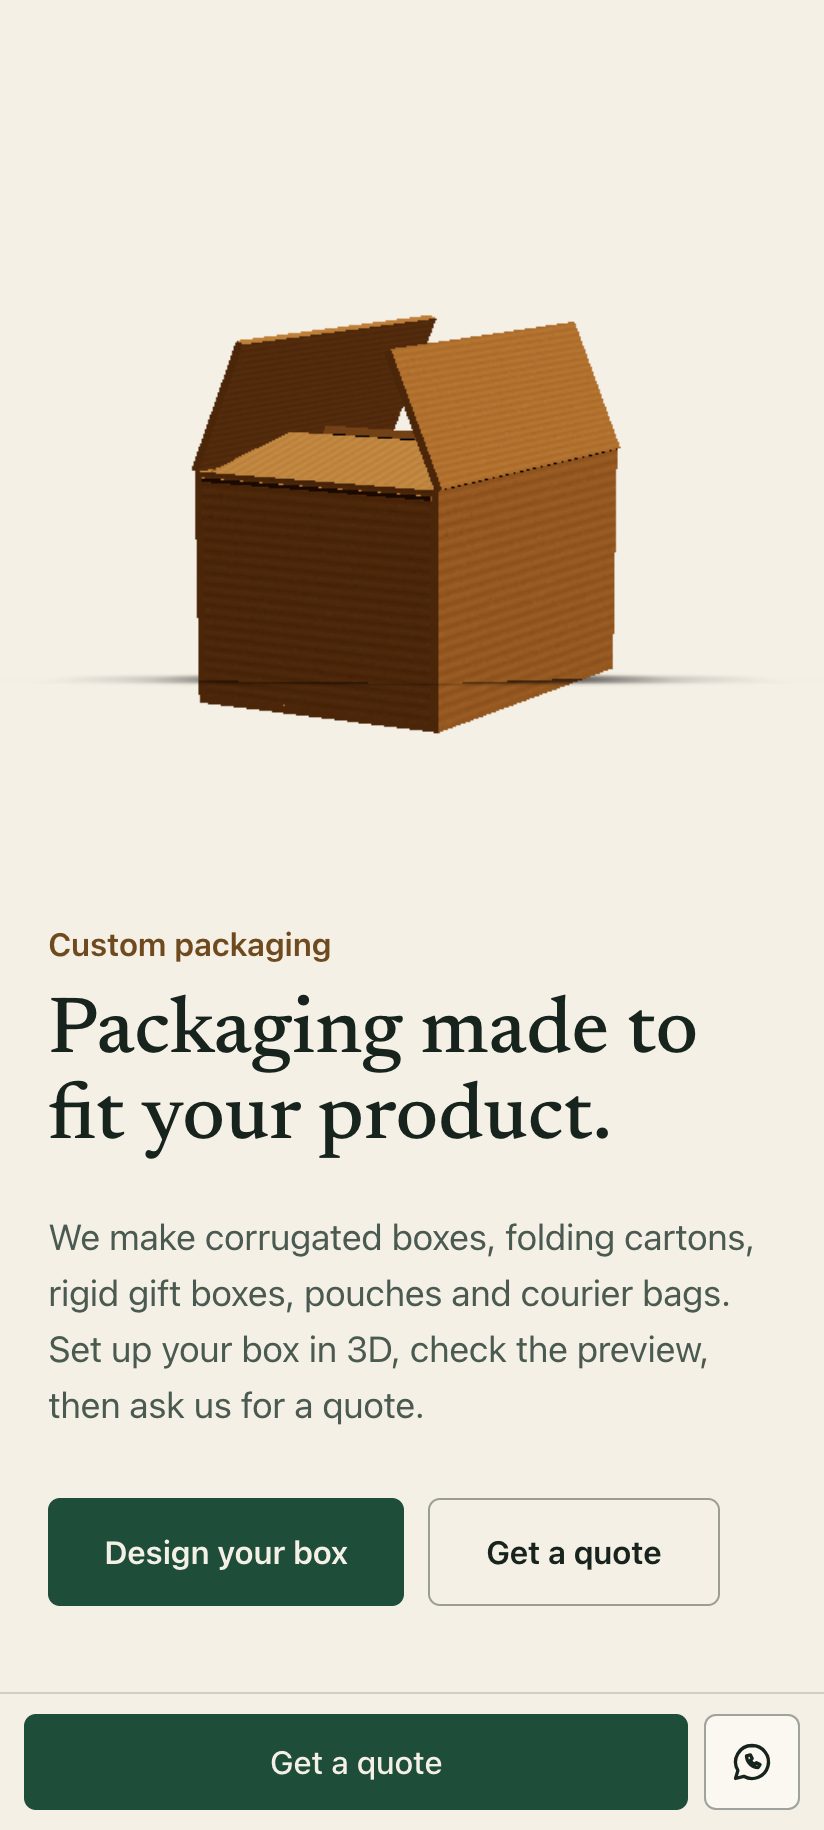 Custom packaging
Packaging made to
fit your product.
We make corrugated boxes, folding cartons,
rigid gift boxes, pouches and courier bags.
Set up your box in 3D, check the preview,
then ask us for a quote.
Design your box
Get a quote
Get a quote